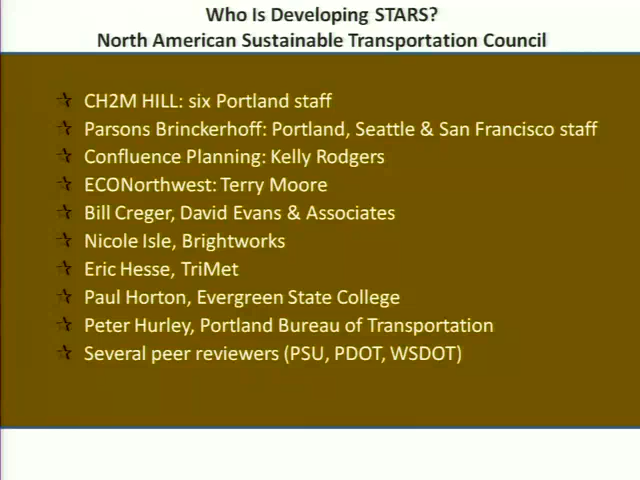 Who Is Developing STARS?
North American Sustainable Transportation Council
CH2M HILL: six Portland staff
Parsons Brinckerhoff: Portland, Seattle & San Francisco staff
Confluence Planning: Kelly Rodgers
ECONorthwest: Terry Moore
Bill Creger, David Evans & Associates
Nicole Isle, Brightworks
Eric Hesse, TriMet
Paul Horton, Evergreen State College
Peter Hurley, Portland Bureau of Transportation
Several peer reviewers (PSU, PDOT, WSDOT)